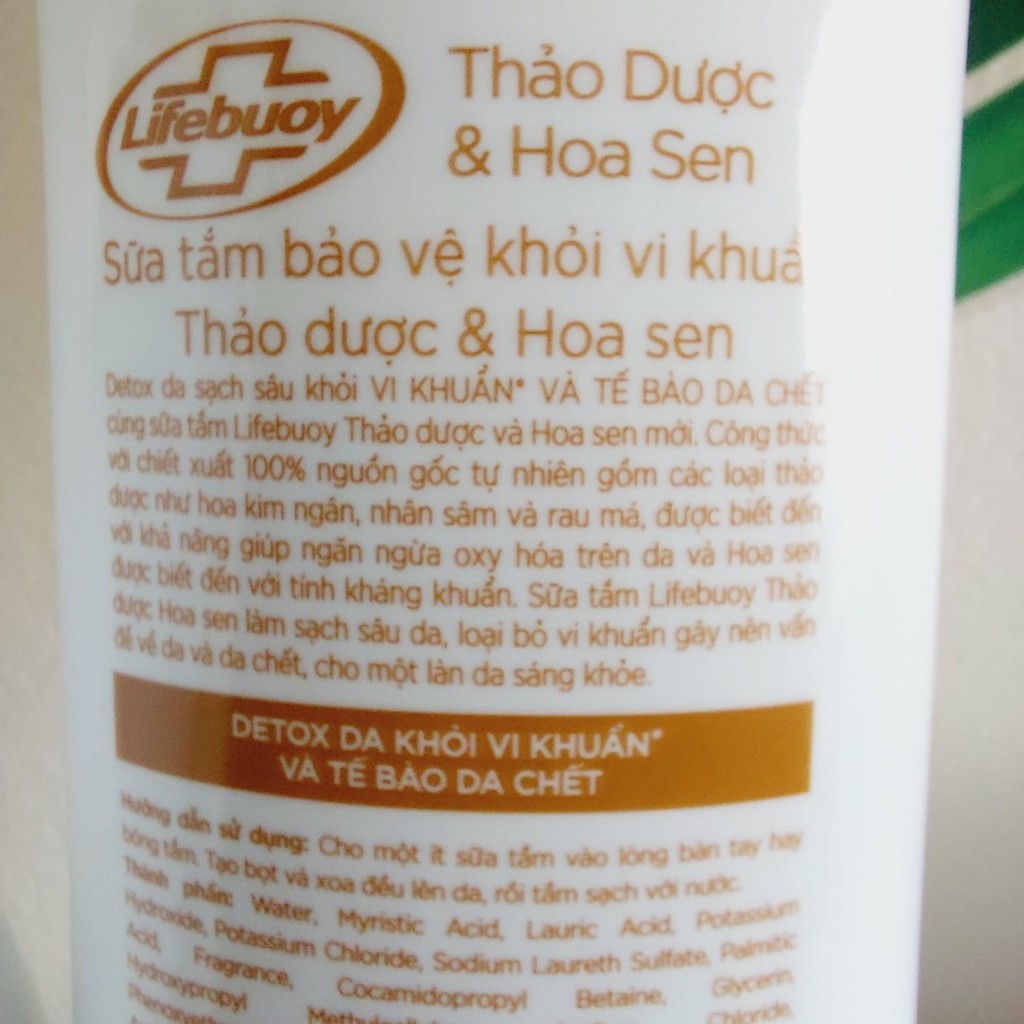 Lifebuoy
Thảo Dược
& Hoa Sen
Sữa tắm bảo vệ khỏi vi khuẩ
Thảo dược & Hoa sen
Detox da sạch sâu khỏi VI KHUẨN* VÀ TẾ BÀO DA CHẾT
cùng sữa tắm Lifebuoy Thảo dược và Hoa sen mới. Công thức
với chiết xuất 100% nguồn gốc tự nhiên gồm các loại thảo
dược như hoa kim ngân, nhân sâm và rau má, được biết đến
với khả năng giúp ngăn ngừa oxy hóa trên da và Hoa sen
được biết đến với tính kháng khuẩn. Sữa tắm Lifebuoy Thảo
dược Hoa sen làm sạch sâu da, loại bỏ vi khuẩn gây nên vấn
đề về da và da chết, cho một làn da sáng khỏe.
DETOX DA KHỎI VI KHUẨN*
VÀ TẾ BÀO DA CHẾT
Hướng dẫn sử dụng: Cho một ít sữa tắm vào lòng bàn tay hay
bông tắm. Tạo bọt và xoa đều lên da, rồi tắm sạch với nước.
Thành phần: Water, Myristic Acid, Lauric Acid, Potassium
Hydroxide, Potassium Chloride, Sodium Laureth Sulfate, Palmitic
Acid, Fragrance, Cocamidopropyl Betaine, Glycerin,
Hydroxypropyl Chloride,